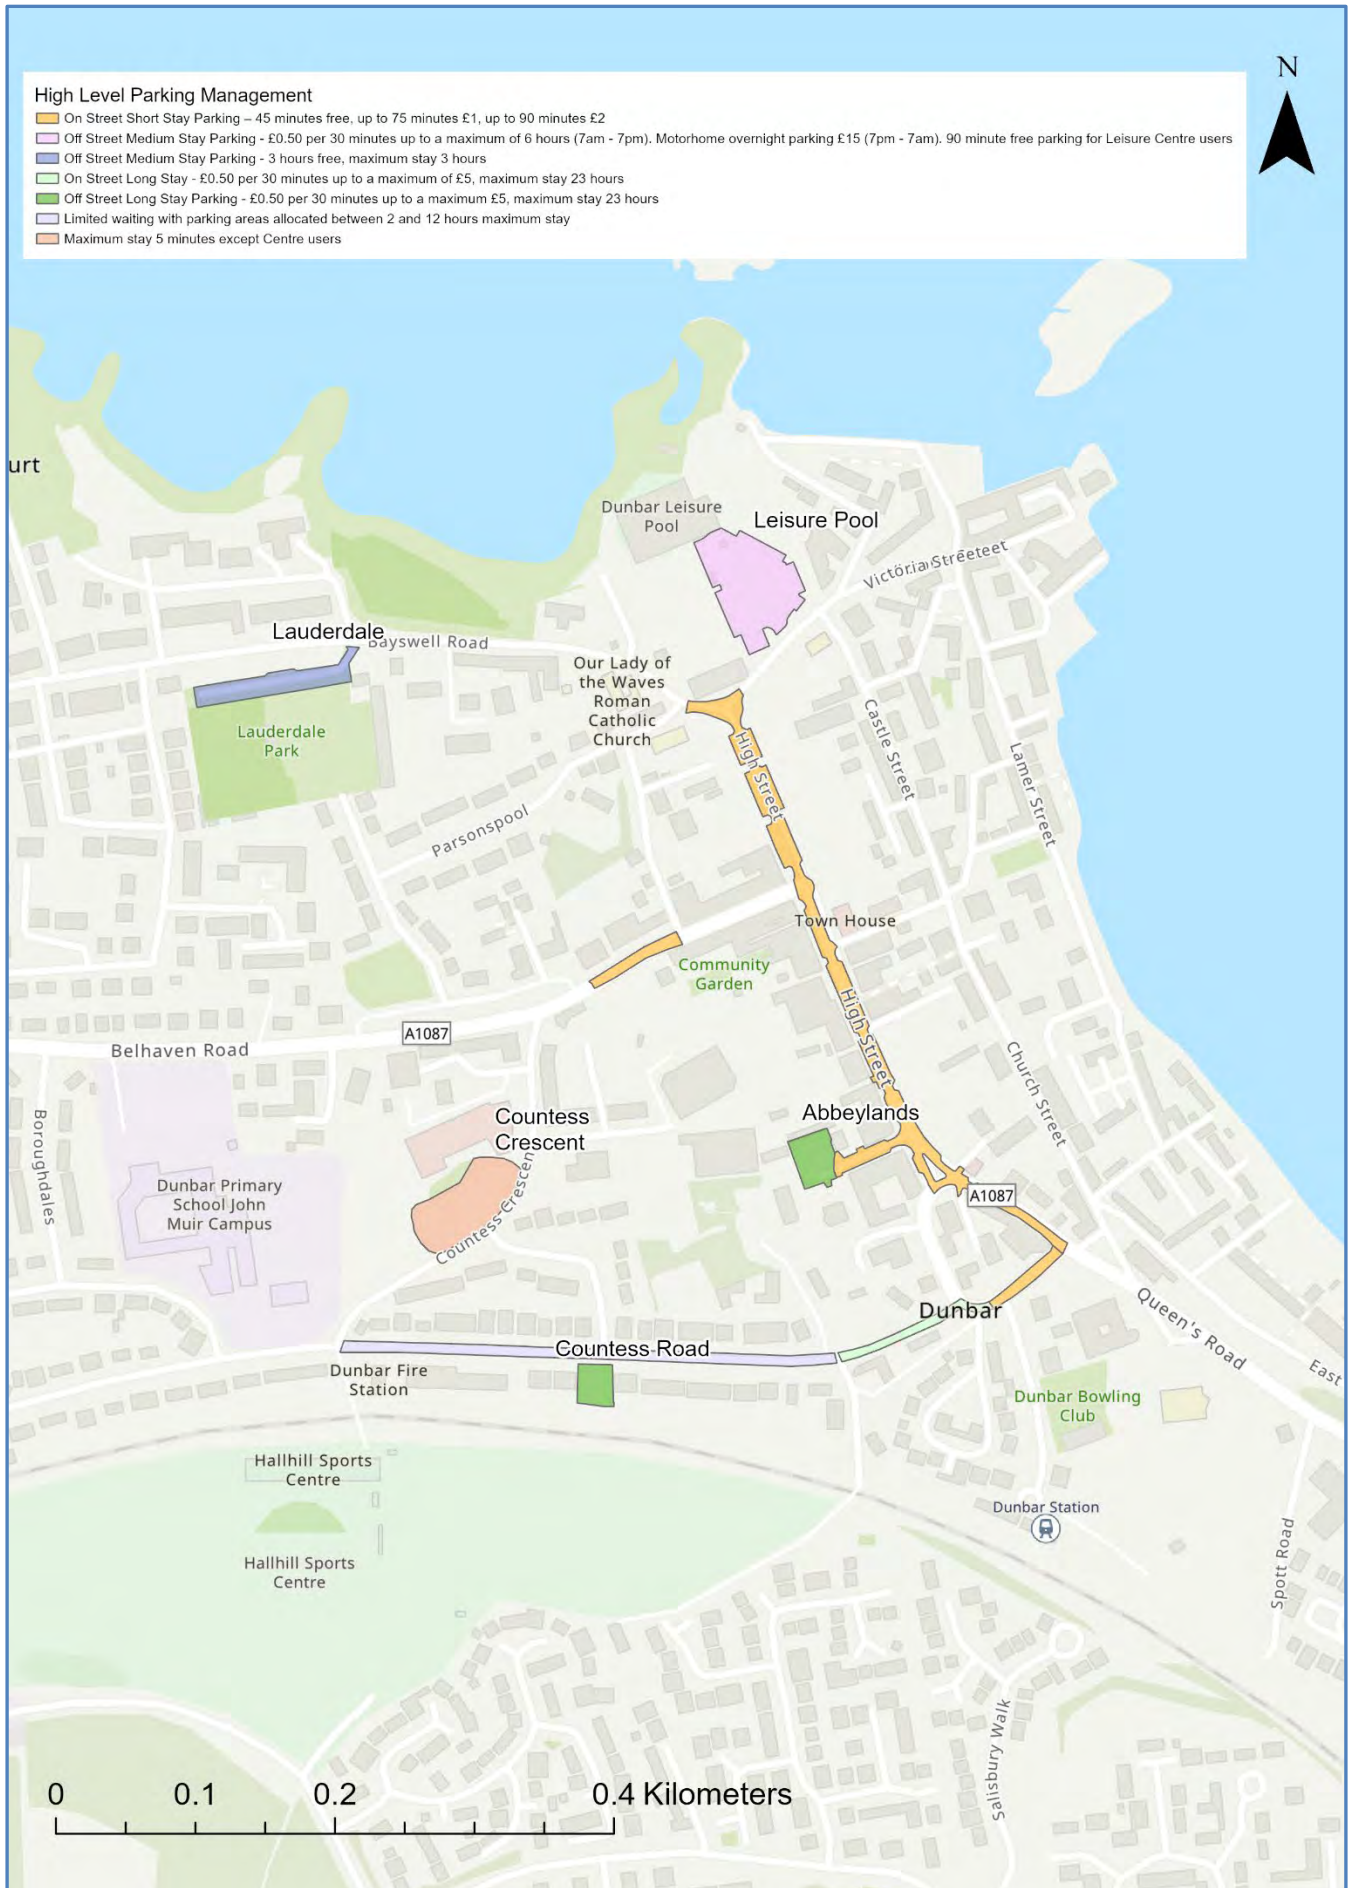 N
High Level Parking Management
On Street Short Stay Parking – 45 minutes free, up to 75 minutes £1, up to 90 minutes £2
Off Street Medium Stay Parking - £0.50 per 30 minutes up to a maximum of 6 hours (7am - 7pm). Motorhome overnight parking £15 (7pm - 7am). 90 minute free parking for Leisure Centre users
Off Street Medium Stay Parking - 3 hours free, maximum stay 3 hours
On Street Long Stay - £0.50 per 30 minutes up to a maximum of £5, maximum stay 23 hours
Off Street Long Stay Parking - £0.50 per 30 minutes up to a maximum £5, maximum stay 23 hours
Limited waiting with parking areas allocated between 2 and 12 hours maximum stay
Maximum stay 5 minutes except Centre users
urt
Dunbar Leisure
Pool
Leisure Pool
Victoria Streeteet
Lauderdale
Bayswell Road
Our Lady of
the Waves
Roman
Catholic
Church
Lauderdale
Park
High Street
Castle Street
Lamer Street
Parsonspool
Town House
Community
Garden
High Street
A1087
Belhaven Road
Church Street
Boroughdales
Countess
Crescent
Abbeylands
Dunbar Primary
School John
Muir Campus
Countess Crescent
A1087
Dunbar
Queen's Road
East
Countess Road
Dunbar Fire
Station
Dunbar Bowling
Club
Hallhill Sports
Centre
Dunbar Station
Spott Road
Hallhill Sports
Centre
Salisbury Walk
0 0.1 0.2 0.4 Kilometers